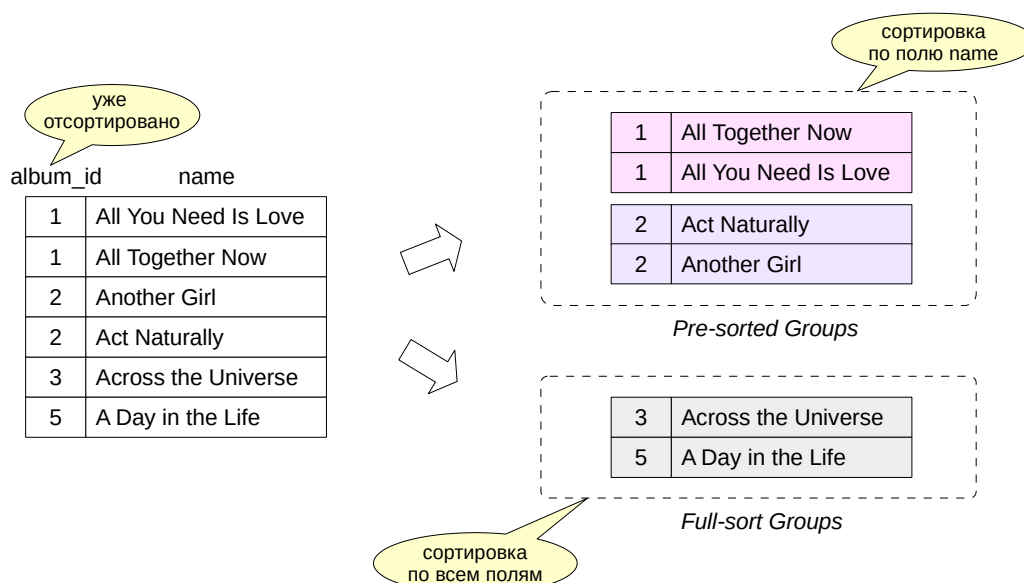 сортировка
по полю name
уже
отсортировано
album_id name
1 All You Need Is Love
1 All Together Now
2 Another Girl
2 Act Naturally
3 Across the Universe
5 A Day in the Life
1 All Together Now
1 All You Need Is Love
2 Act Naturally
2 Another Girl
Pre-sorted Groups
3 Across the Universe
5 A Day in the Life
Full-sort Groups
сортировка
по всем полям